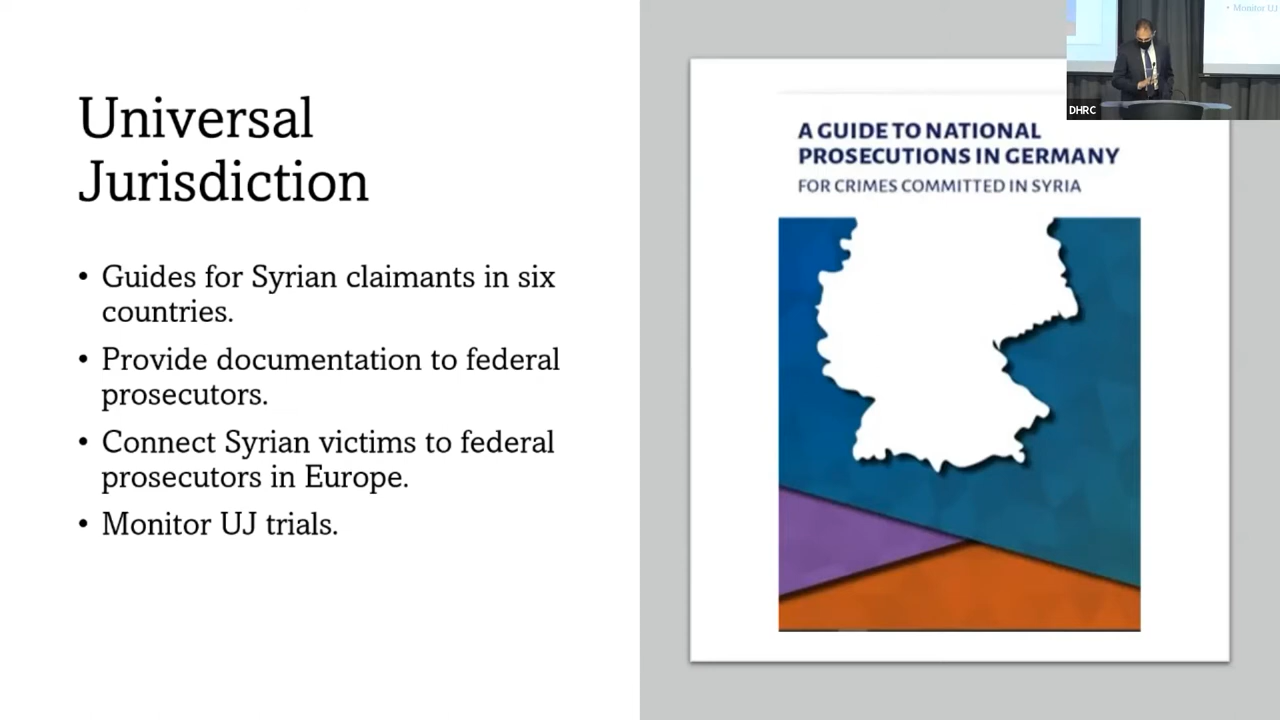 Universal
Jurisdiction
• Guides for Syrian claimants in six
countries.
• Provide documentation to federal
prosecutors.
• Connect Syrian victims to federal
prosecutors in Europe.
• Monitor UJ trials.
A GUIDE TO NATIONAL
PROSECUTIONS IN GERMANY
FOR CRIMES COMMITTED IN SYRIA
• Monitor UJ
DHRC